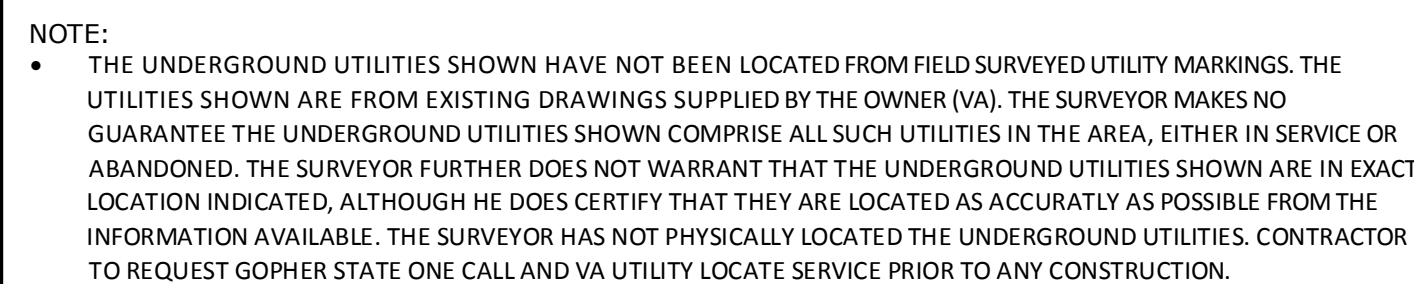 NOTE:
• THE UNDERGROUND UTILITIES SHOWN HAVE NOT BEEN LOCATED FROM FIELD SURVEYED UTILITY MARKINGS. THE
UTILITIES SHOWN ARE FROM EXISTING DRAWINGS SUPPLIED BY THE OWNER (VA). THE SURVEYOR MAKES NO
GUARANTEE THE UNDERGROUND UTILITIES SHOWN COMPRISE ALL SUCH UTILITIES IN THE AREA, EITHER IN SERVICE OR
ABANDONED. THE SURVEYOR FURTHER DOES NOT WARRANT THAT THE UNDERGROUND UTILITIES SHOWN ARE IN EXACT
LOCATION INDICATED, ALTHOUGH HE DOES CERTIFY THAT THEY ARE LOCATED AS ACCURATLY AS POSSIBLE FROM THE
INFORMATION AVAILABLE. THE SURVEYOR HAS NOT PHYSICALLY LOCATED THE UNDERGROUND UTILITIES. CONTRACTOR
TO REQUEST GOPHER STATE ONE CALL AND VA UTILITY LOCATE SERVICE PRIOR TO ANY CONSTRUCTION.